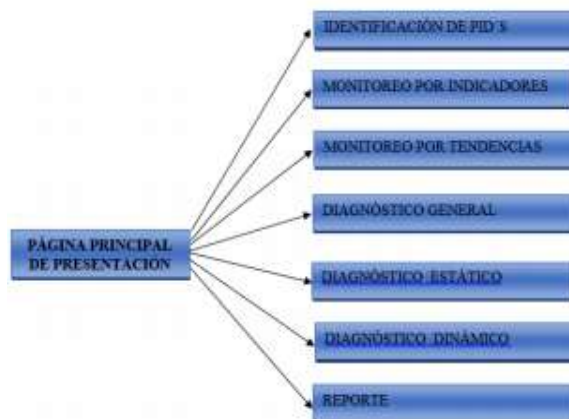 IDENTIFICACIÓN DE PID´S
MONITOREO POR INDICADORES
MONITOREO POR TENDENCIAS
DIAGNÓSTICO GENERAL
PÁGINA PRINCIPAL
DE PRESENTACIÓN
DIAGNÓSTICO ESTÁTICO
DIAGNÓSTICO DINÁMICO
REPORTE